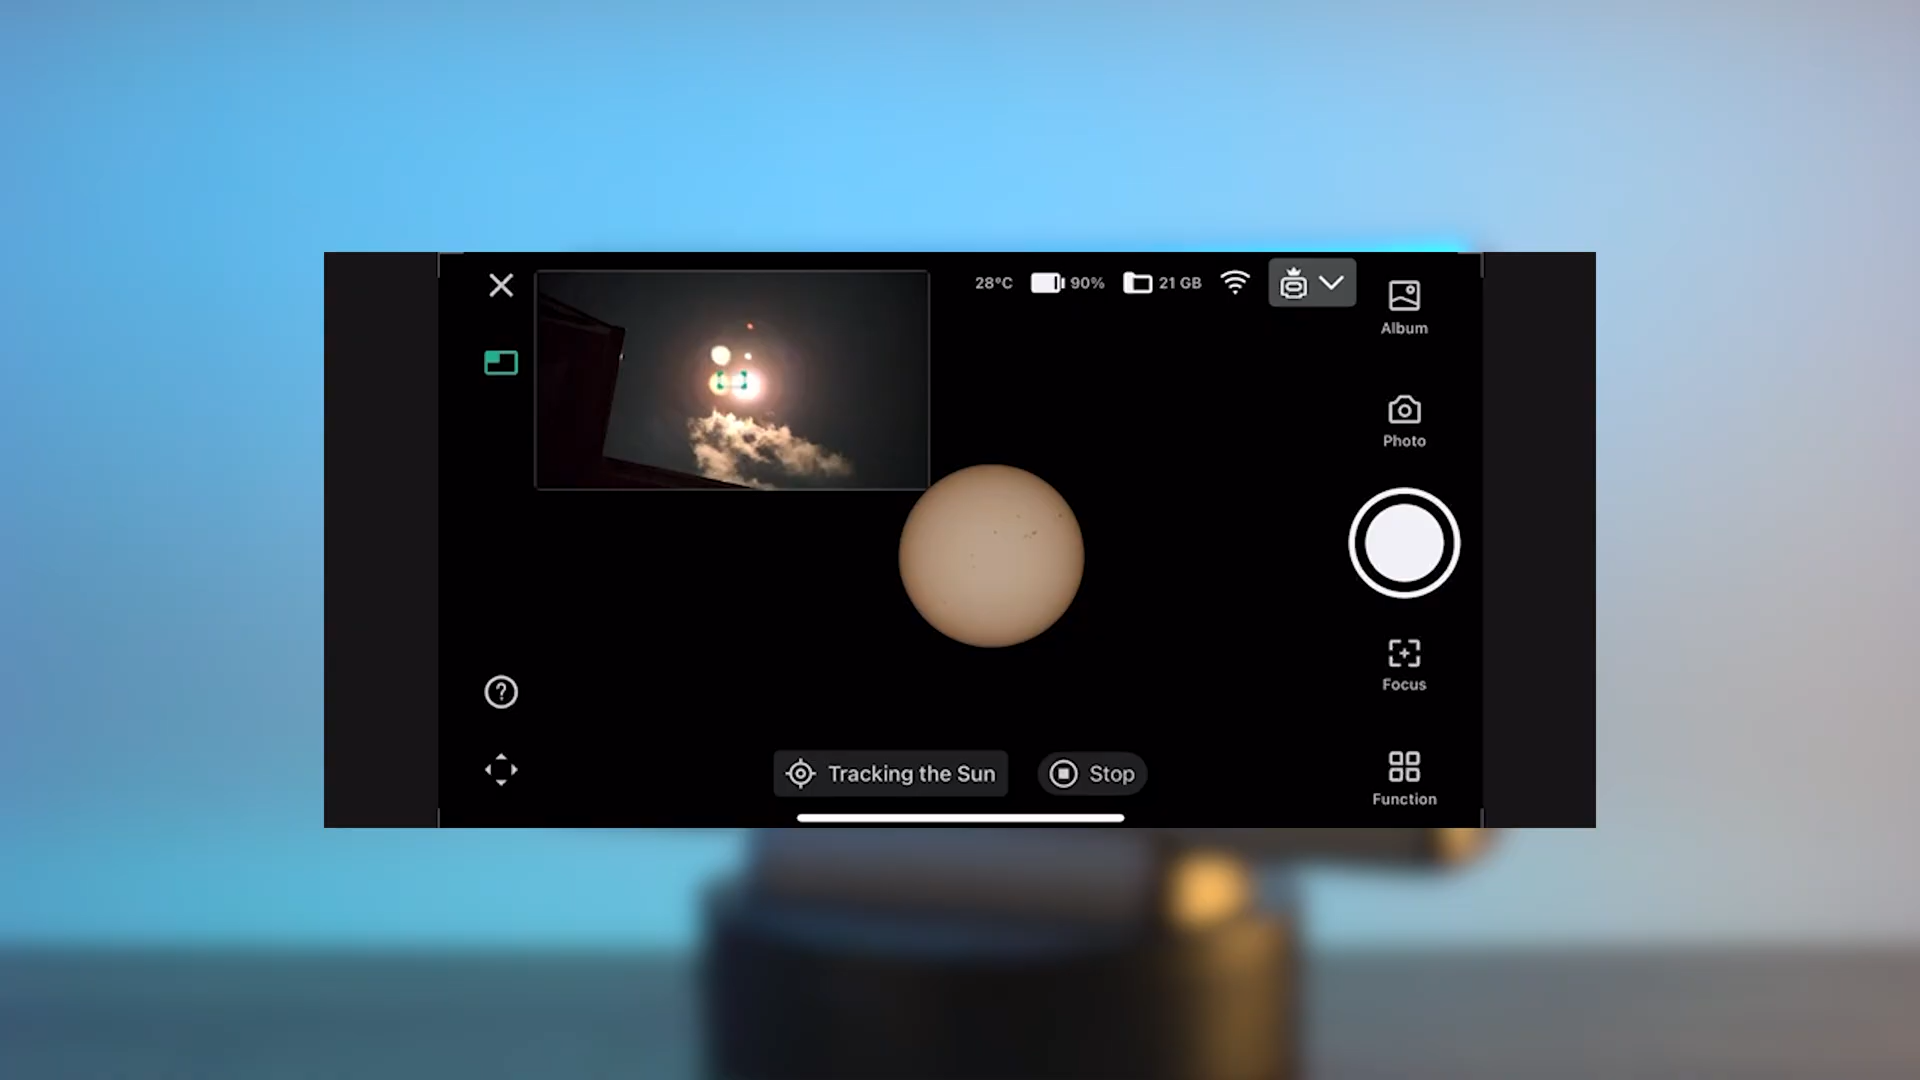 28°C 90% 21 GB
Album
Photo
Focus
Tracking the Sun Stop
Function